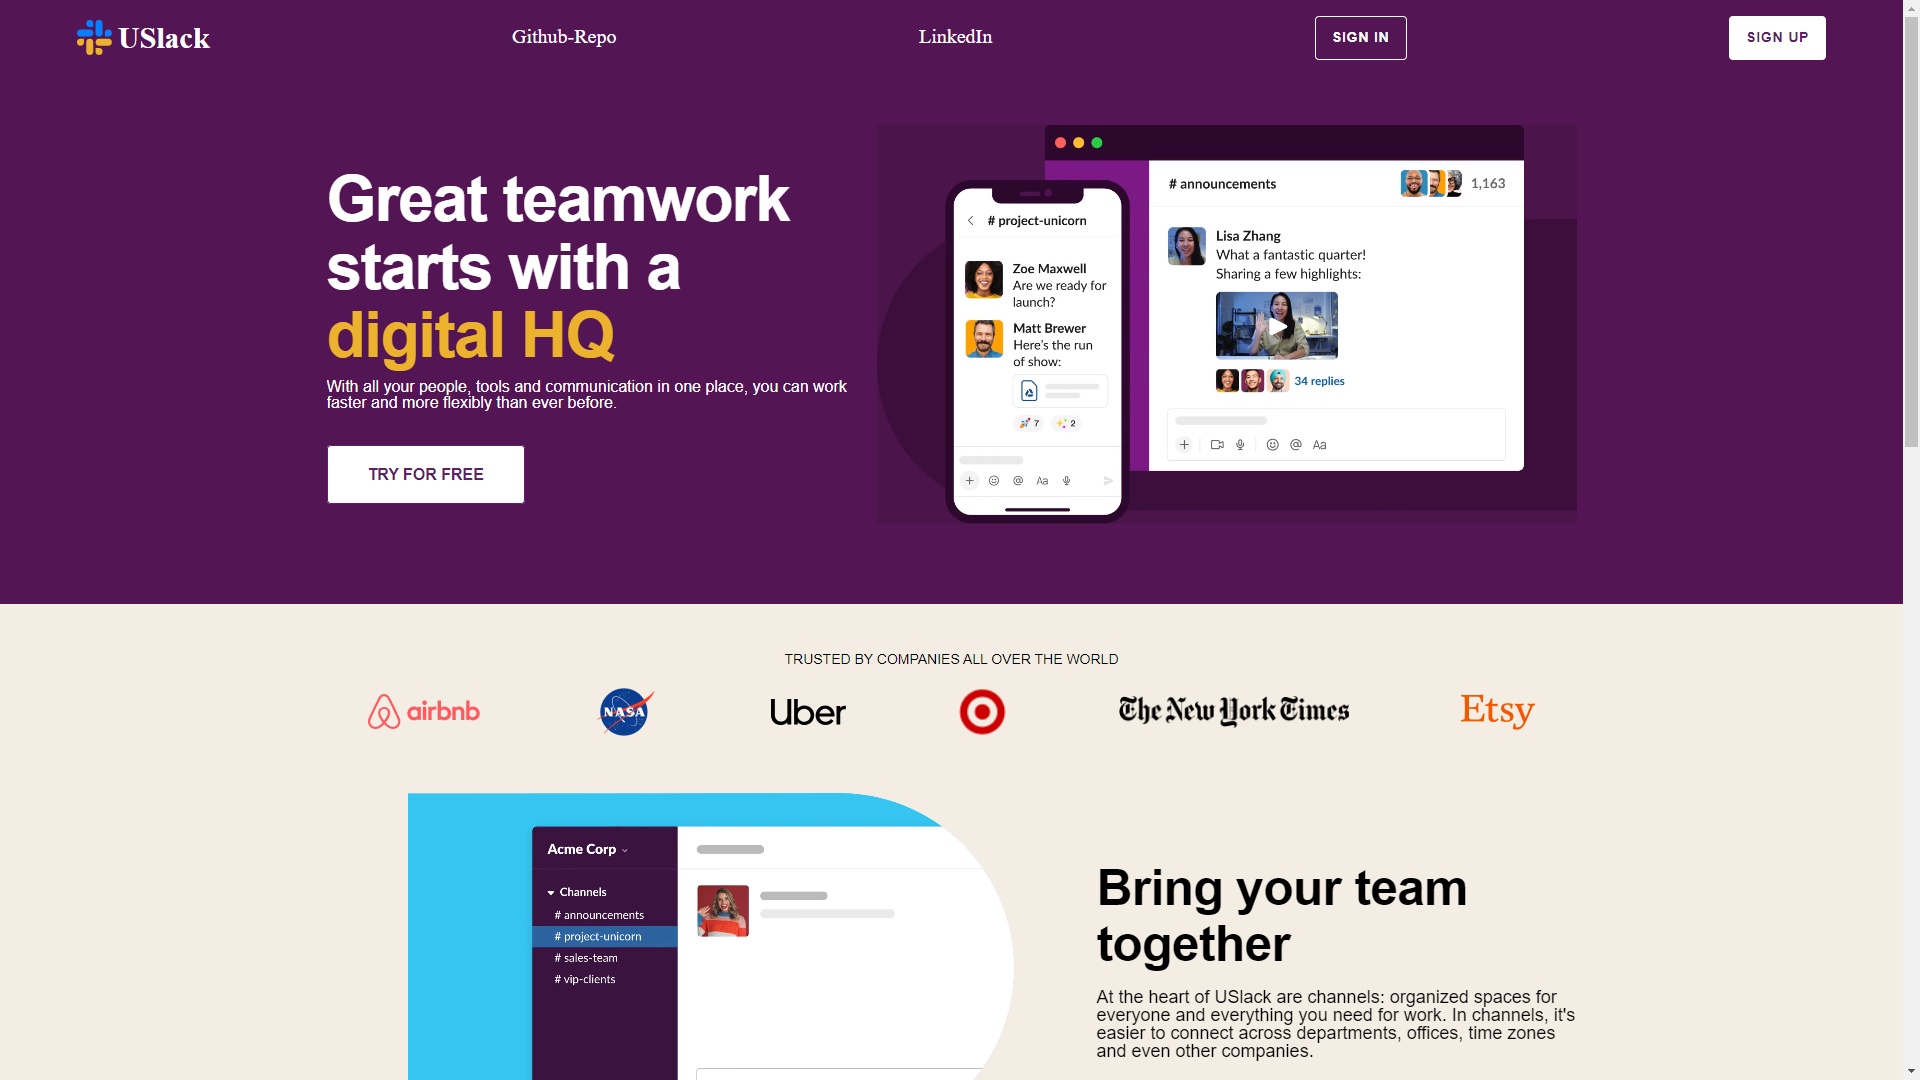 USlack
Github-Repo
LinkedIn
SIGN IN
SIGN UP
Great teamwork
starts with a
digital HQ
With all your people, tools and communication in one place, you can work
faster and more flexibly than ever before.
TRY FOR FREE
# project-unicorn
Zoe Maxwell
Are we ready for
launch?
Matt Brewer
Here's the run
of show:
7
2
Aa
# announcements
1,163
Lisa Zhang
What a fantastic quarter!
Sharing a few highlights:
34 replies
Aa
TRUSTED BY COMPANIES ALL OVER THE WORLD
airbnb
NASA
Uber
The New York Times
Etsy
Acme Corp
Channels
# announcements
# project-unicorn
# sales-team
# vip-clients
Bring your team
together
At the heart of USlack are channels: organized spaces for
everyone and everything you need for work. In channels, it's
easier to connect across departments, offices, time zones
and even other companies.